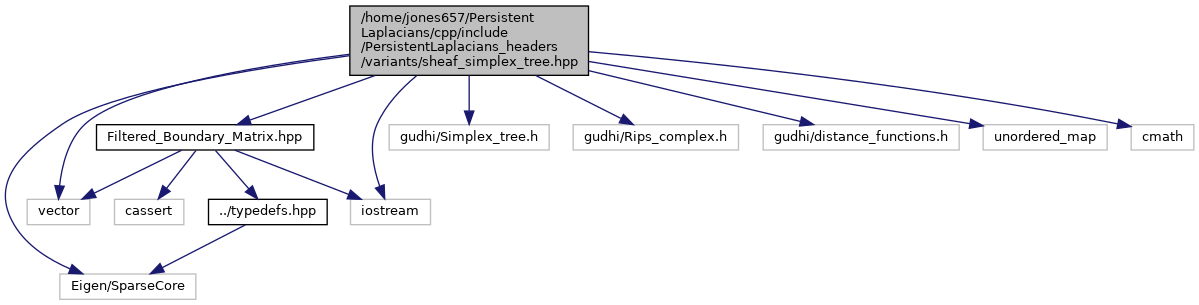 /home/jones657/Persistent
Laplacians/cpp/include
/PersistentLaplacians_headers
/variants/sheaf_simplex_tree.hpp
Filtered_Boundary_Matrix.hpp
gudhi/Simplex_tree.h
gudhi/Rips_complex.h
gudhi/distance_functions.h
unordered_map
cmath
vector
cassert
../typedefs.hpp
iostream
Eigen/SparseCore